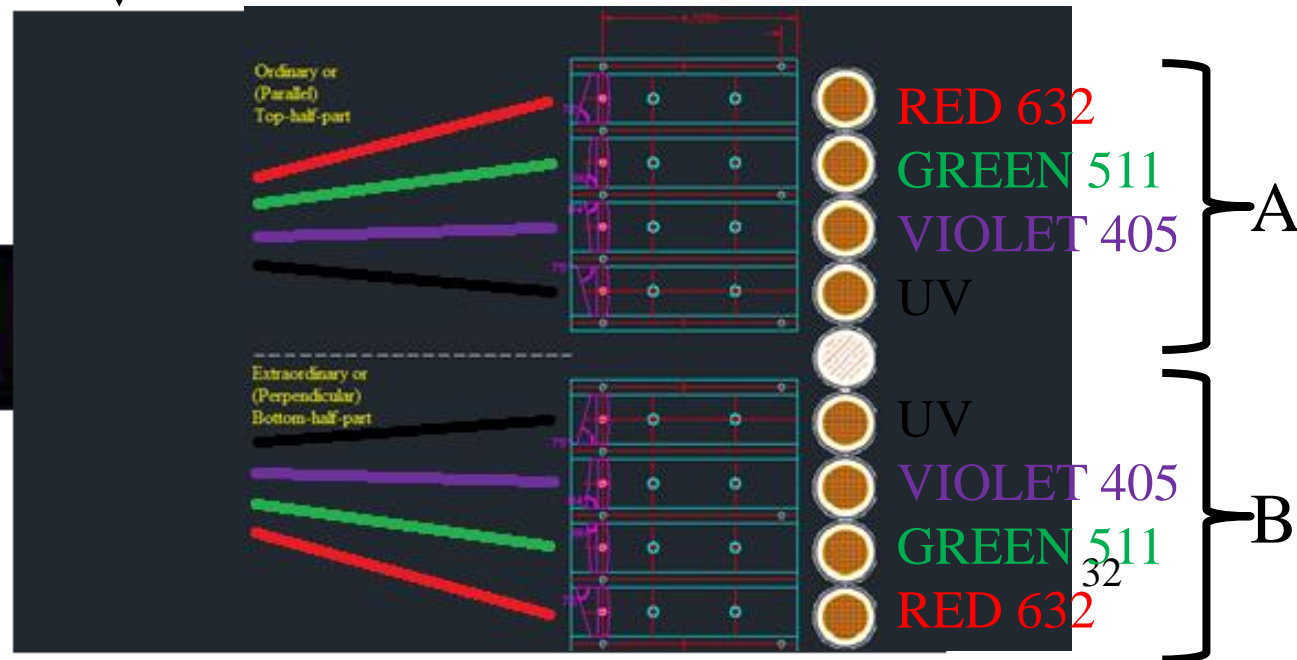 Ordinary or
(Parallel)
Top-half-part
RED 632
GREEN 511
VIOLET 405
UV
A
Extraordinary or
(Perpendicular)
Bottom-half-part
UV
VIOLET 405
GREEN 511
32
RED 632
B